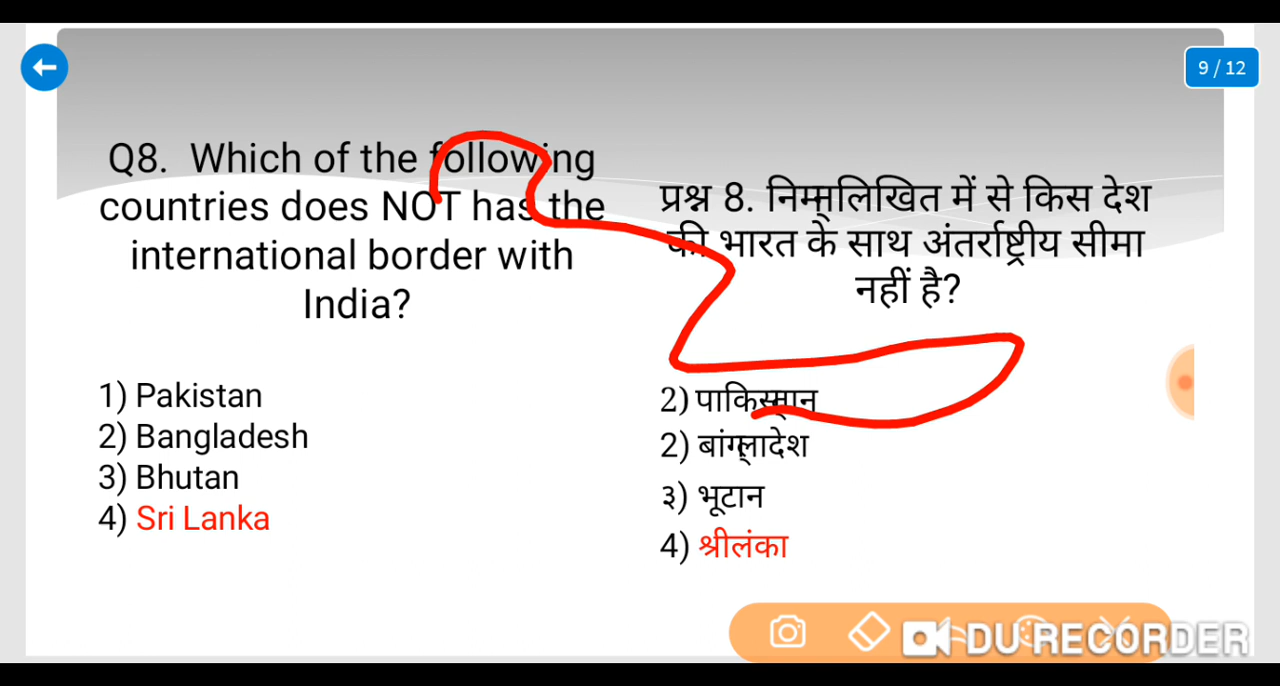 9 / 12
Q8. Which of the following
countries does NOT has the
international border with
India?
1) Pakistan
2) Bangladesh
3) Bhutan
4) Sri Lanka
प्रश्न 8. निम्नलिखित में से किस देश
की भारत के साथ अंतर्राष्ट्रीय सीमा
नहीं है?
2) पाकिस्तान
2) बांग्लादेश
३) भूटान
4) श्रीलंका
DU RECORDER